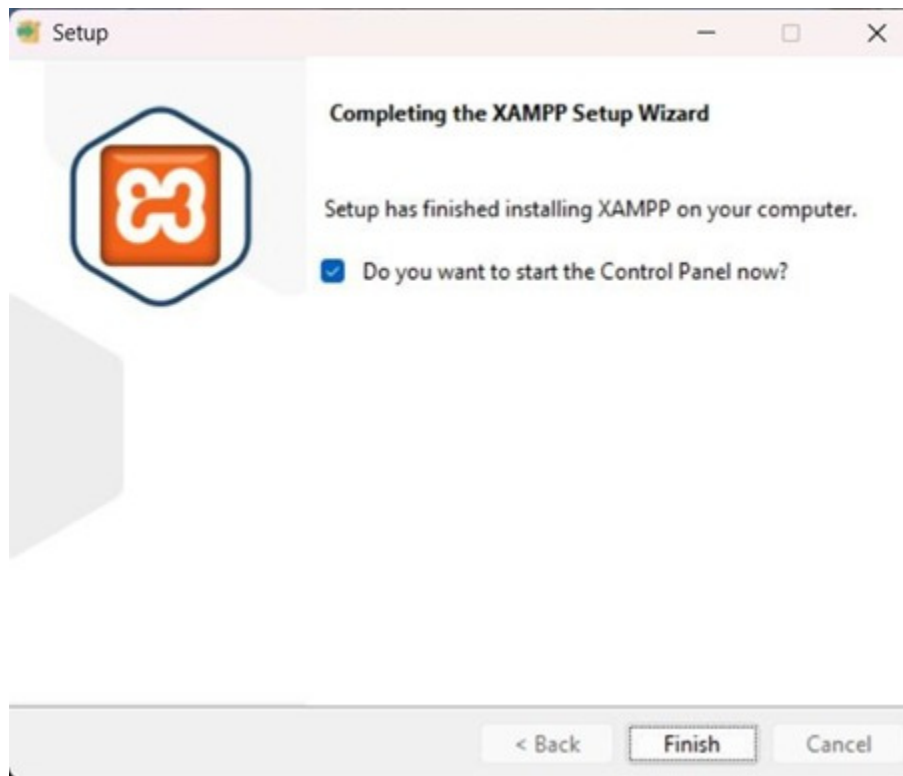 Setup
Completing the XAMPP Setup Wizard
Setup has finished installing XAMPP on your computer.
Do you want to start the Control Panel now?
< Back
Finish
Cancel